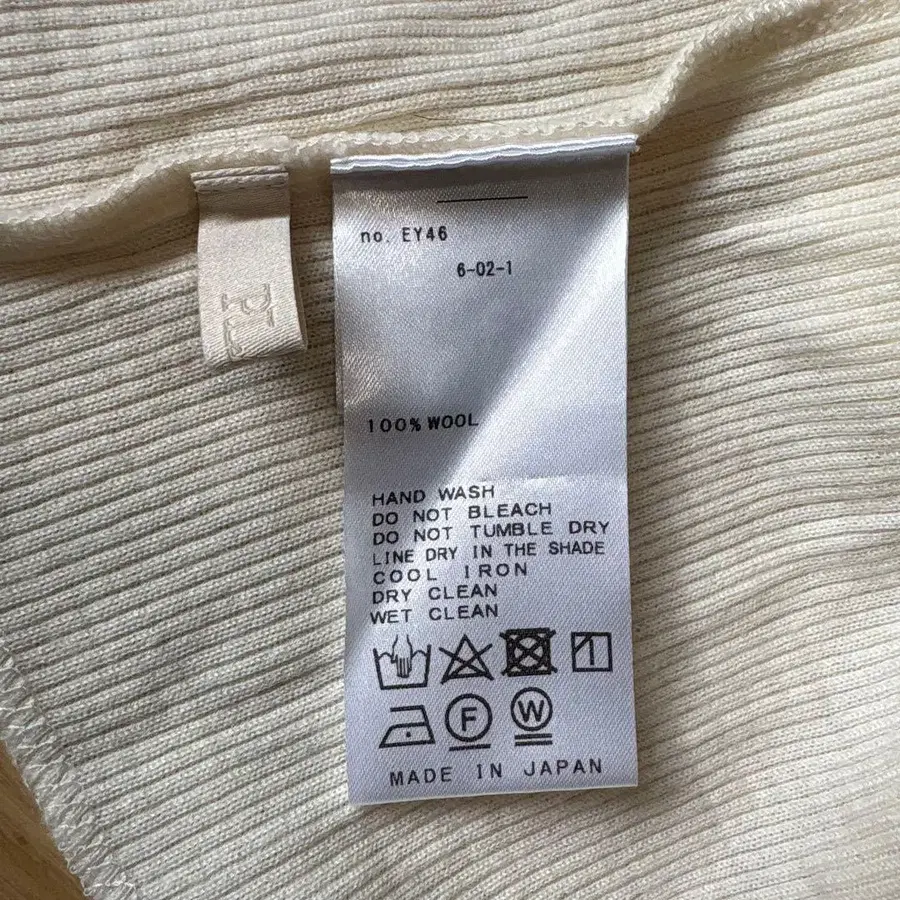 no. EY46
6-02-1
100% WOOL
HAND WASH
DO NOT BLEACH
DO NOT TUMBLE DRY
LINE DRY IN THE SHADE
COOL IRON
DRY CLEAN
WET CLEAN
F
W
MADE IN JAPAN